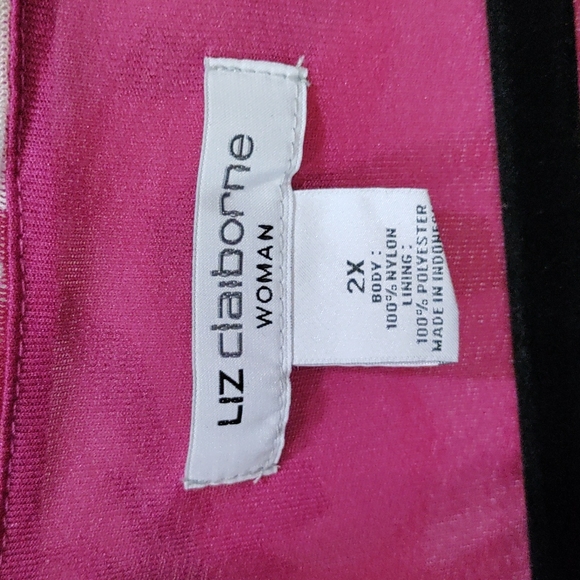 LIZ claiborne
WOMAN
2X
BODY:
100% NYLON
LINING:
100% POLYESTER
MADE IN INDONE